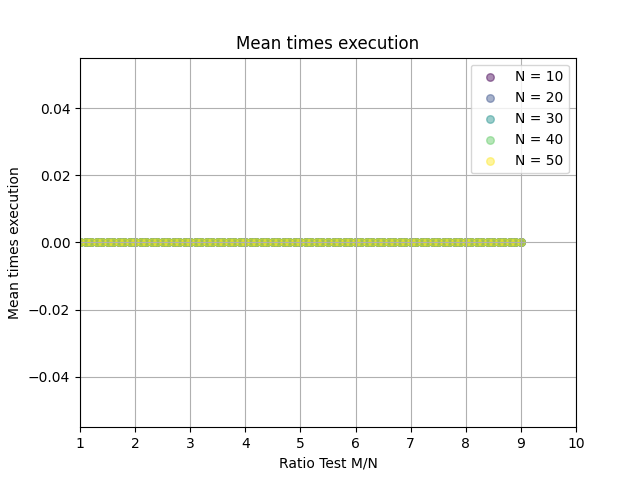 Mean times execution
N = 10
N = 20
N = 30
N = 40
N = 50
Mean times execution
0.04
0.02
0.00
−0.02
−0.04
1 2 3 4 5 6 7 8 9 10
Ratio Test M/N